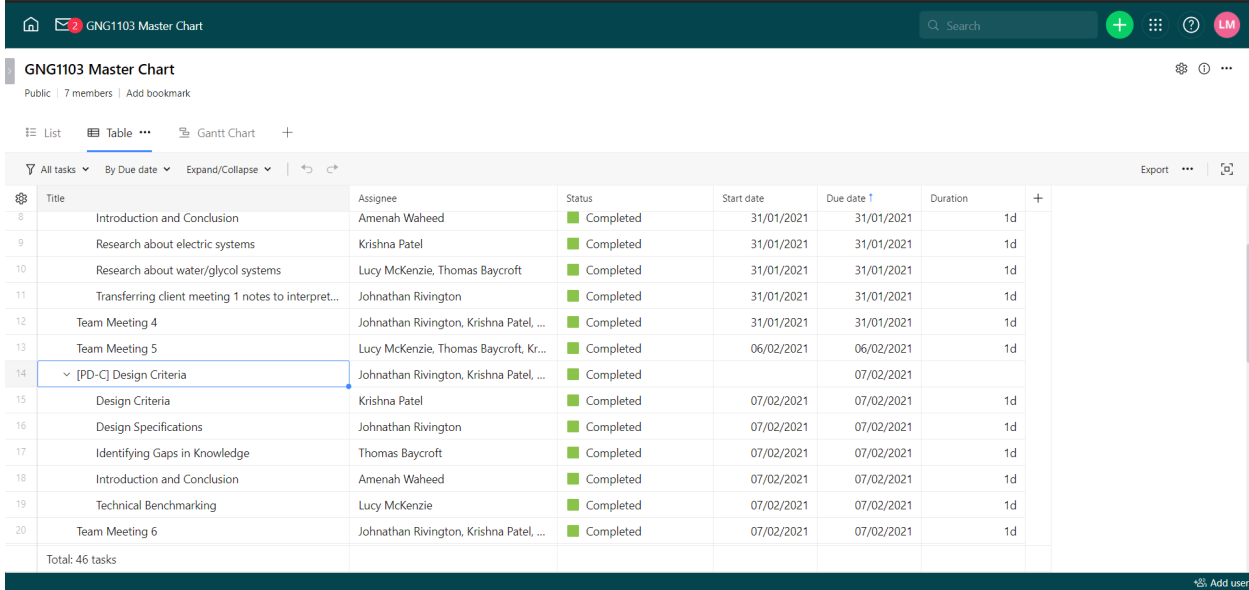 2 GNG1103 Master Chart Search LM
GNG1103 Master Chart
Public 7 members Add bookmark
List Table Gantt Chart
All tasks By Due date Expand/Collapse Export
Title Assignee Status Start date Due date Duration
8 Introduction and Conclusion Amenah Waheed Completed 31/01/2021 31/01/2021 1d
9 Research about electric systems Krishna Patel Completed 31/01/2021 31/01/2021 1d
10 Research about water/glycol systems Lucy McKenzie, Thomas Baycroft Completed 31/01/2021 31/01/2021 1d
11 Transferring client meeting 1 notes to interpret... Johnathan Rivington Completed 31/01/2021 31/01/2021 1d
12 Team Meeting 4 Johnathan Rivington, Krishna Patel, ... Completed 31/01/2021 31/01/2021 1d
13 Team Meeting 5 Lucy McKenzie, Thomas Baycroft, Kr... Completed 06/02/2021 06/02/2021 1d
14 [PD-C] Design Criteria Johnathan Rivington, Krishna Patel, ... Completed 07/02/2021
15 Design Criteria Krishna Patel Completed 07/02/2021 07/02/2021 1d
16 Design Specifications Johnathan Rivington Completed 07/02/2021 07/02/2021 1d
17 Identifying Gaps in Knowledge Thomas Baycroft Completed 07/02/2021 07/02/2021 1d
18 Introduction and Conclusion Amenah Waheed Completed 07/02/2021 07/02/2021 1d
19 Technical Benchmarking Lucy McKenzie Completed 07/02/2021 07/02/2021 1d
20 Team Meeting 6 Johnathan Rivington, Krishna Patel, ... Completed 07/02/2021 07/02/2021 1d
Total: 46 tasks
Add user